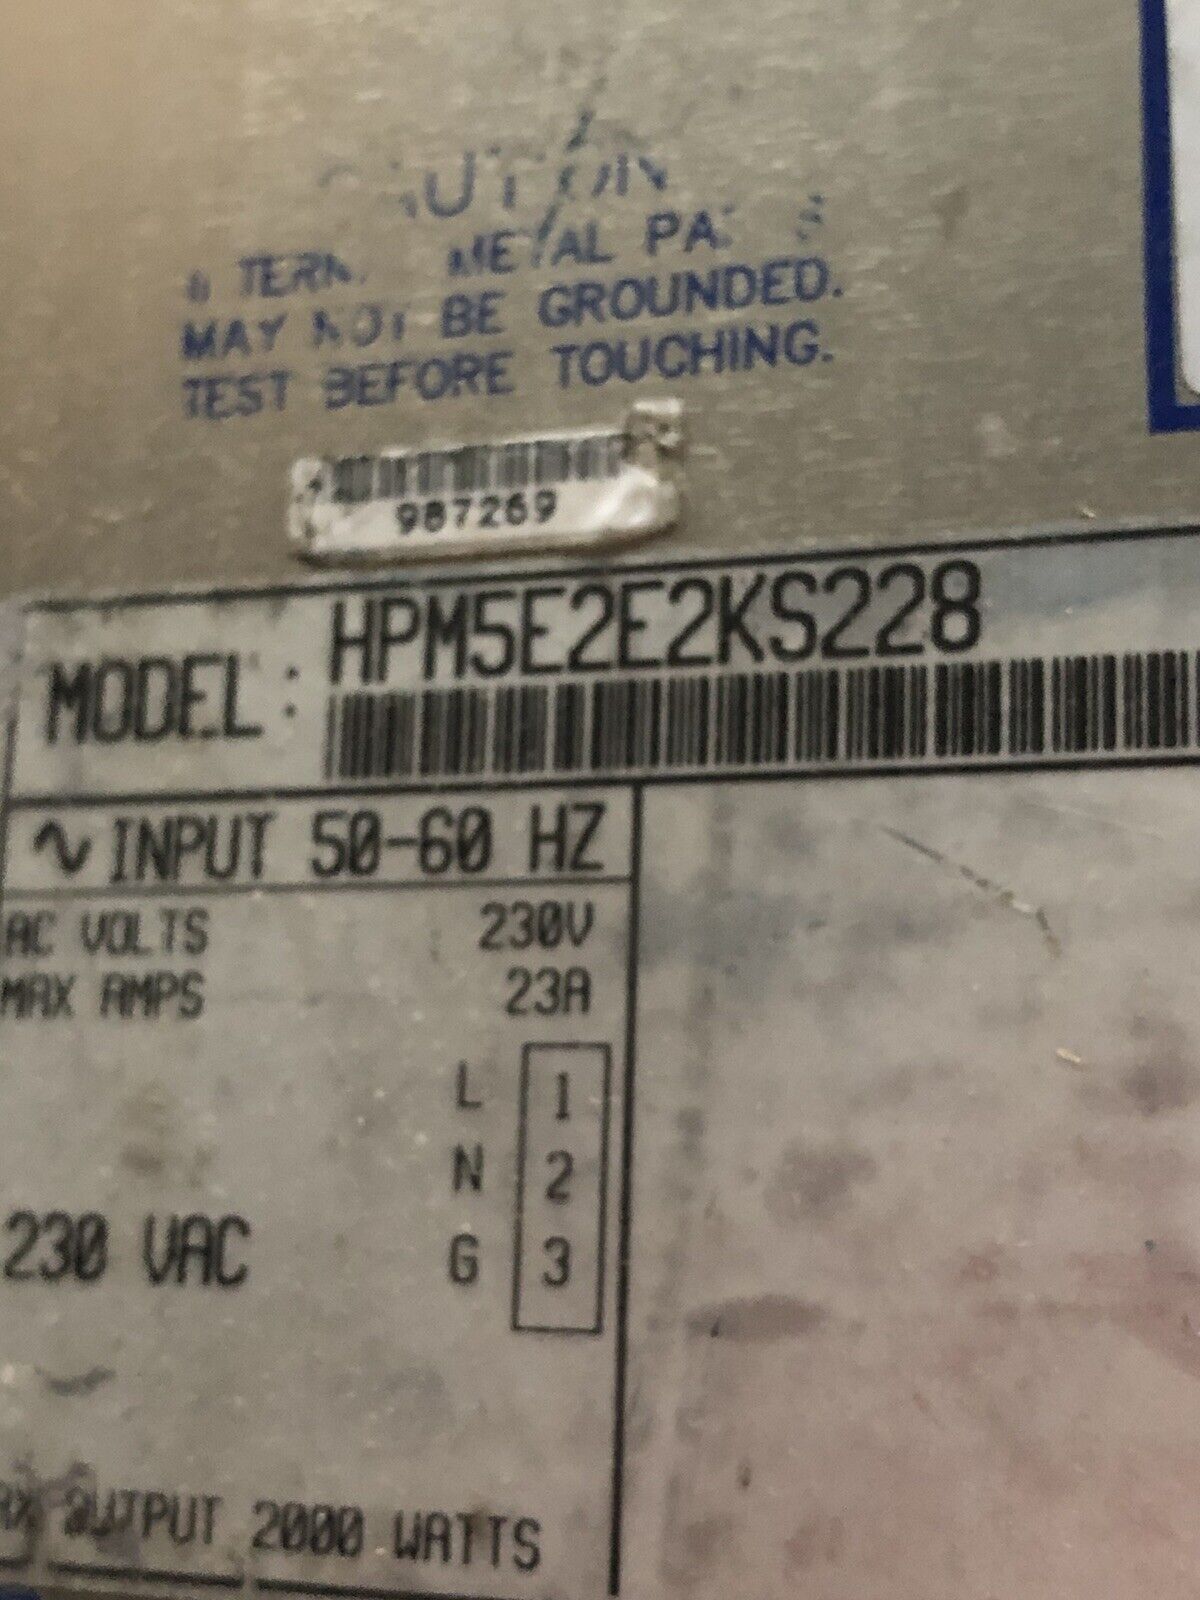 METAL
MAY NOT BE GROUNDED.
TEST BEFORE TOUCHING.
987269
MODEL: HPM5E2E2KS228
∿ INPUT 50-60 HZ
AC VOLTS 230V
MAX AMPS 23A
L 1
N 2
230 VAC G 3
OUTPUT 2000 WATTS